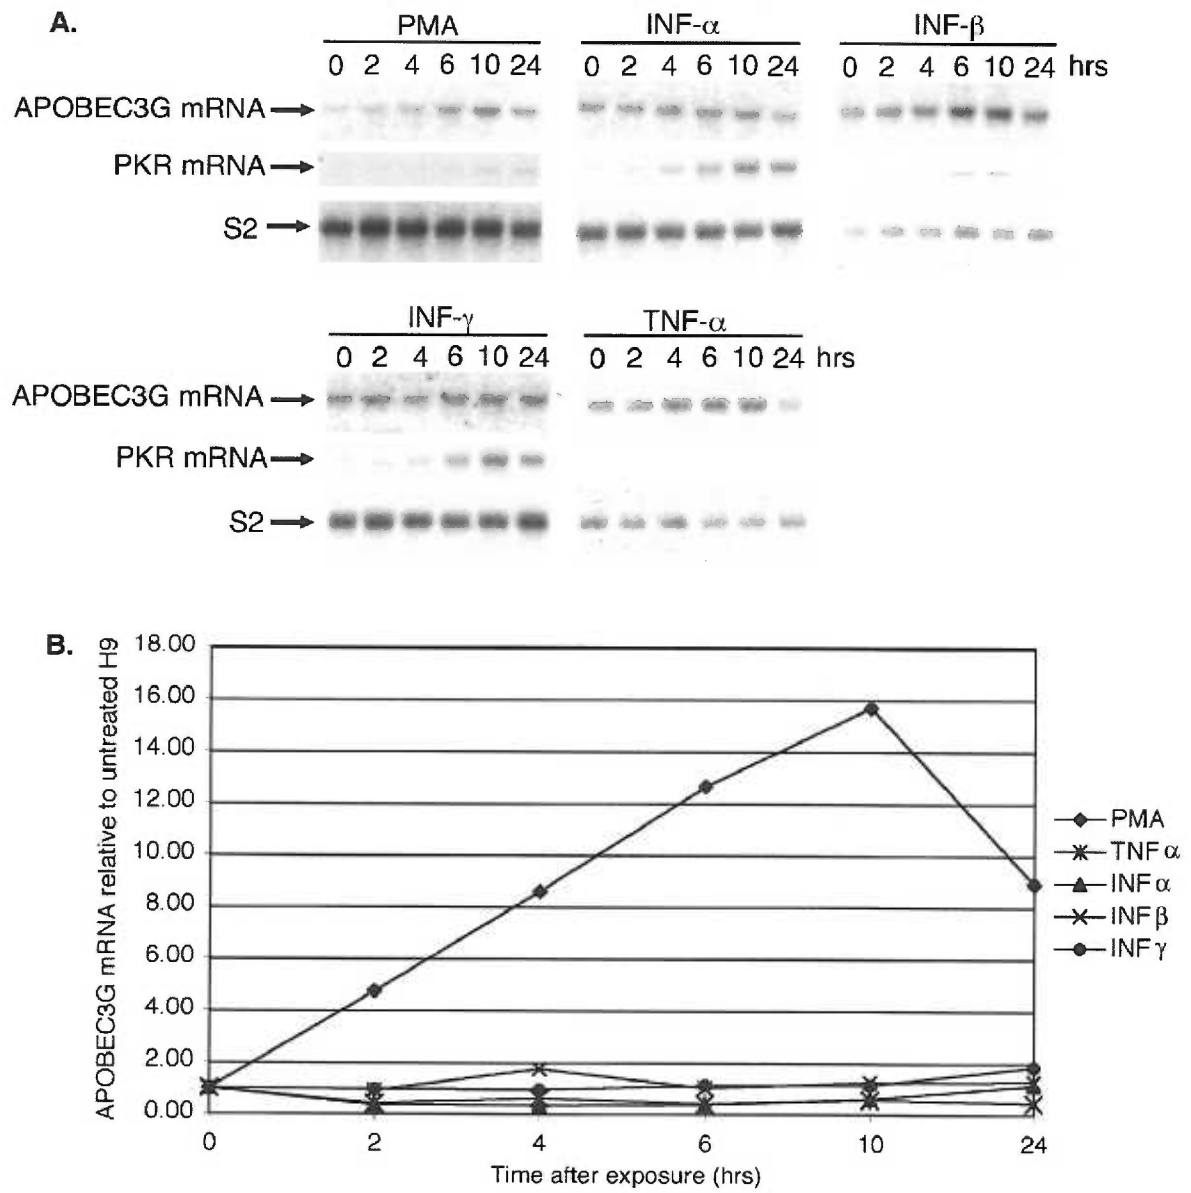 A.
PMA
INF-α
INF-β
0 2 4 6 10 24
0 2 4 6 10 24
0 2 4 6 10 24 hrs
APOBEC3G mRNA
PKR mRNA
S2
INF-γ
TNF-α
0 2 4 6 10 24
0 2 4 6 10 24 hrs
APOBEC3G mRNA
PKR mRNA
S2
B.
APOBEC3G mRNA relative to untreated H9
18.00
16.00
14.00
12.00
10.00
8.00
6.00
4.00
2.00
0.00
0 2 4 6 10 24
Time after exposure (hrs)
PMA
TNF α
INF α
INF β
INF γ